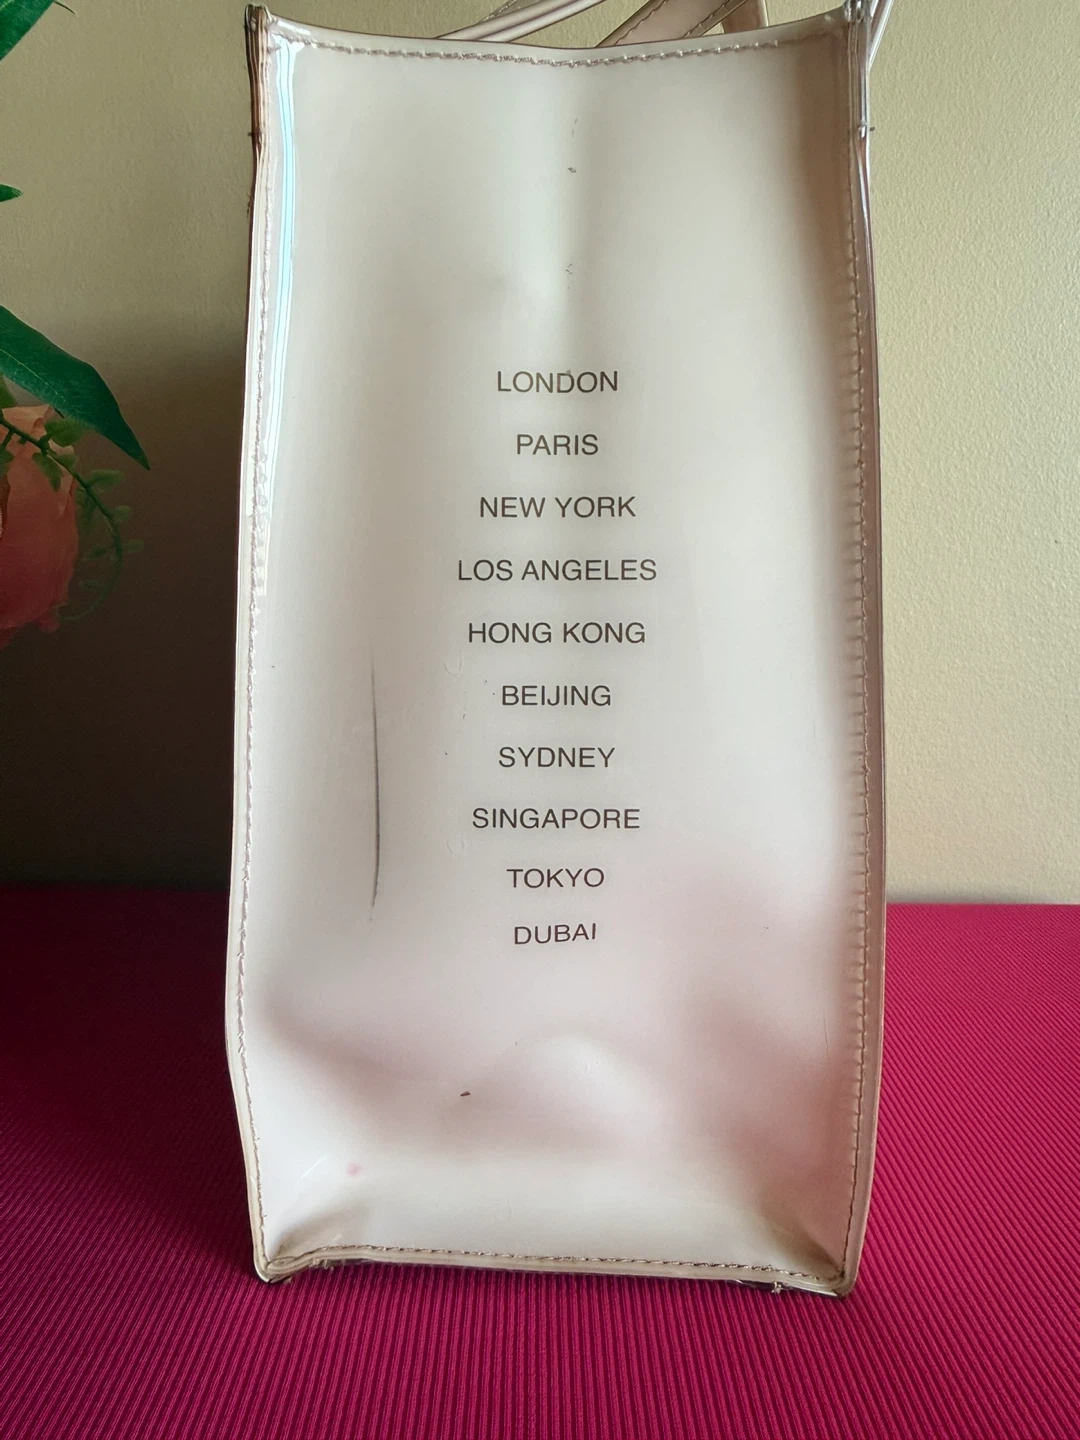 LONDON
PARIS
NEW YORK
LOS ANGELES
HONG KONG
BEIJING
SYDNEY
SINGAPORE
TOKYO
DUBAI